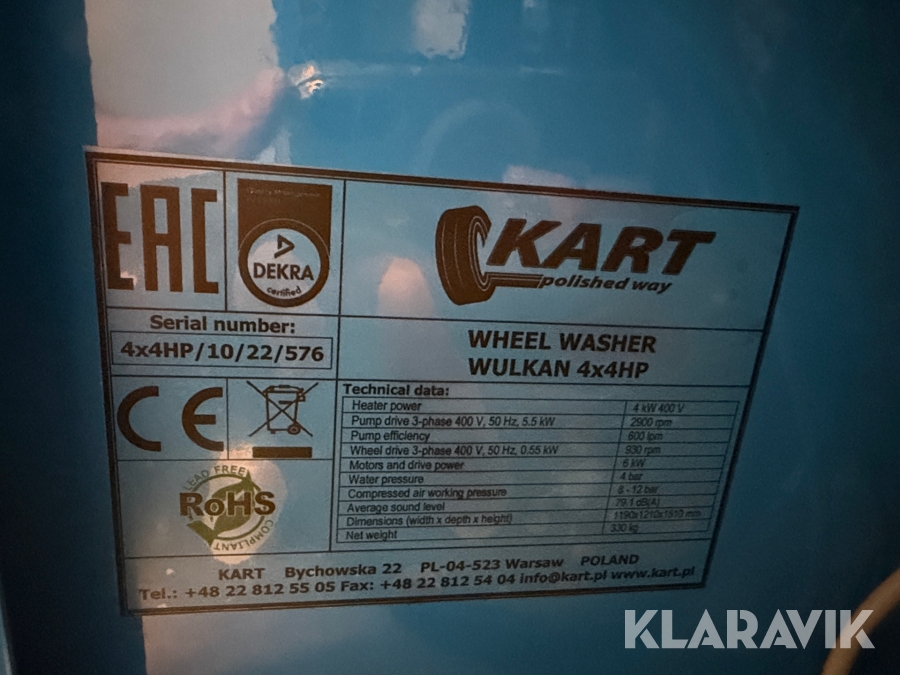 EAC
DEKRA
certified
KART
polished way
Serial number:
4x4HP/10/22/576
WHEEL WASHER
WULKAN 4x4HP
CE
LEAD FREE
RoHS
COMPLIANT
Technical data:
Heater power 4 kW 400 V
Pump drive 3-phase 400 V, 50 Hz, 5.5 kW 2900 rpm
Pump efficiency 600 lpm
Wheel drive 3-phase 400 V, 50 Hz, 0.55 kW 930 rpm
Motors and drive power 6 kW
Water pressure 4 bar
Compressed air working pressure 8 - 12 bar
Average sound level 79.1 dB(A)
Dimensions (width x depth x height) 1190x1210x1510 mm
Net weight 330 kg
KART Bychowska 22 PL-04-523 Warsaw POLAND
Tel.: +48 22 812 55 05 Fax: +48 22 812 54 04 info@kart.pl www.kart.pl
KLARAVIK